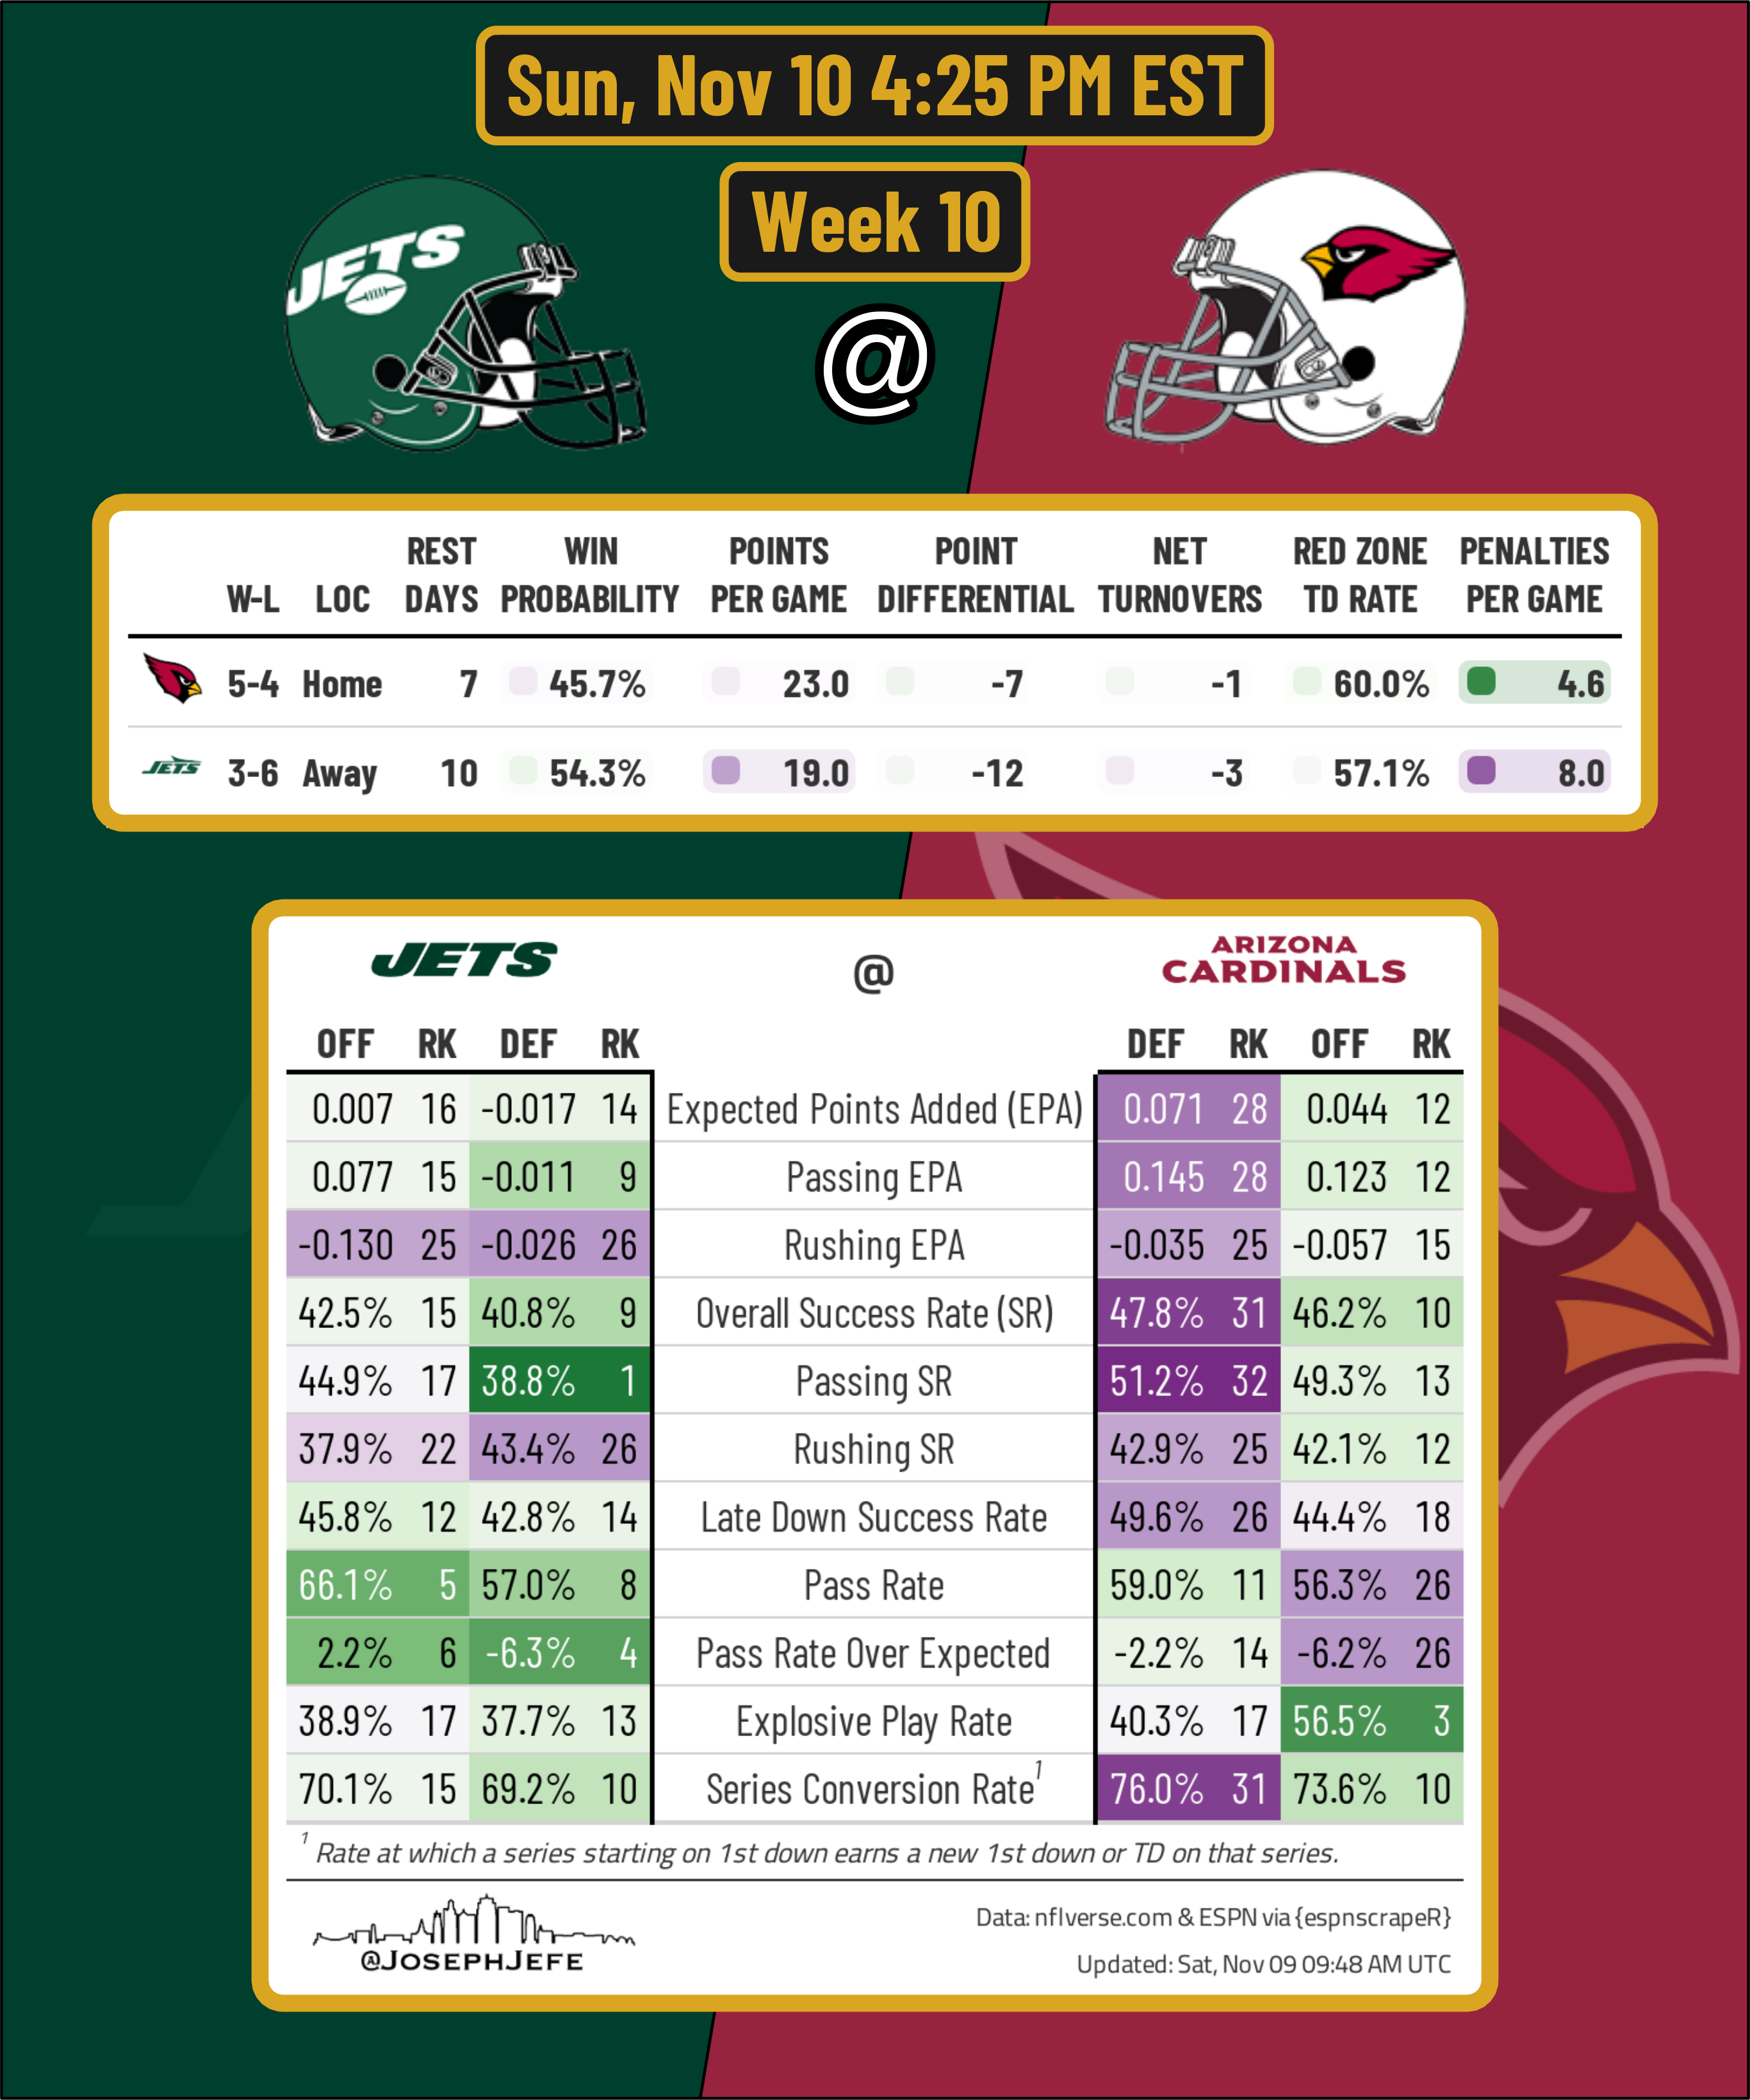 Sun, Nov 10 4:25 PM EST
Week 10
JETS
@
REST WIN POINTS POINT NET RED ZONE PENALTIES
W-L LOC DAYS PROBABILITY PER GAME DIFFERENTIAL TURNOVERS TD RATE PER GAME
5-4 Home 7 45.7% 23.0 -7 -1 60.0% 4.6
JETS 3-6 Away 10 54.3% 19.0 -12 -3 57.1% 8.0
JETS @ ARIZONA CARDINALS
OFF RK DEF RK DEF RK OFF RK
0.007 16 -0.017 14 Expected Points Added (EPA) 0.071 28 0.044 12
0.077 15 -0.011 9 Passing EPA 0.145 28 0.123 12
-0.130 25 -0.026 26 Rushing EPA -0.035 25 -0.057 15
42.5% 15 40.8% 9 Overall Success Rate (SR) 47.8% 31 46.2% 10
44.9% 17 38.8% 1 Passing SR 51.2% 32 49.3% 13
37.9% 22 43.4% 26 Rushing SR 42.9% 25 42.1% 12
45.8% 12 42.8% 14 Late Down Success Rate 49.6% 26 44.4% 18
66.1% 5 57.0% 8 Pass Rate 59.0% 11 56.3% 26
2.2% 6 -6.3% 4 Pass Rate Over Expected -2.2% 14 -6.2% 26
38.9% 17 37.7% 13 Explosive Play Rate 40.3% 17 56.5% 3
70.1% 15 69.2% 10 Series Conversion Rate¹ 76.0% 31 73.6% 10
¹ Rate at which a series starting on 1st down earns a new 1st down or TD on that series.
@JOSEPHJEFE
Data: nflverse.com & ESPN via {espnscrapeR}
Updated: Sat, Nov 09 09:48 AM UTC